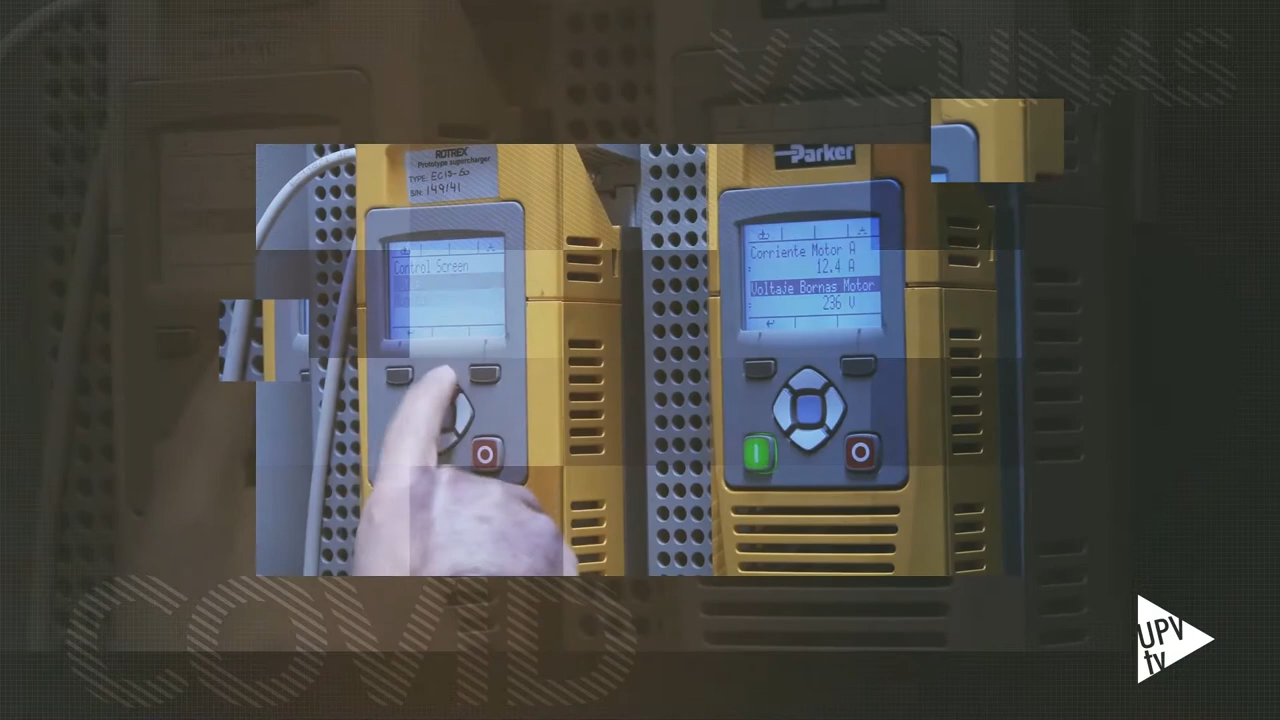 VACUNAS
ROTREX
Prototype supercharger
TYPE: EC15-60
S/N: 149141
Parker
Control Screen
Corriente Motor A
12.4 A
Voltaje Bornas Motor
236 V
COVID
UPV
tv